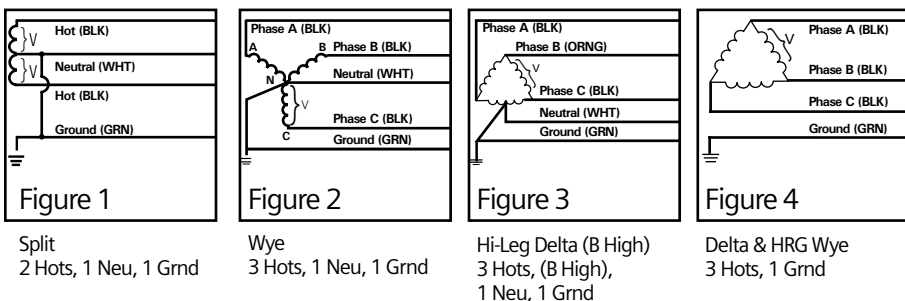 Hot (BLK)
V
Neutral (WHT)
V
Hot (BLK)
Ground (GRN)
Figure 1
Split
2 Hots, 1 Neu, 1 Grnd
Phase A (BLK)
A
B
Phase B (BLK)
N
Neutral (WHT)
V
Phase C (BLK)
C
Ground (GRN)
Figure 2
Wye
3 Hots, 1 Neu, 1 Grnd
Phase A (BLK)
Phase B (ORNG)
V
Phase C (BLK)
Neutral (WHT)
Ground (GRN)
Figure 3
Hi-Leg Delta (B High)
3 Hots, (B High),
1 Neu, 1 Grnd
Phase A (BLK)
V
Phase B (BLK)
Phase C (BLK)
Ground (GRN)
Figure 4
Delta & HRG Wye
3 Hots, 1 Grnd